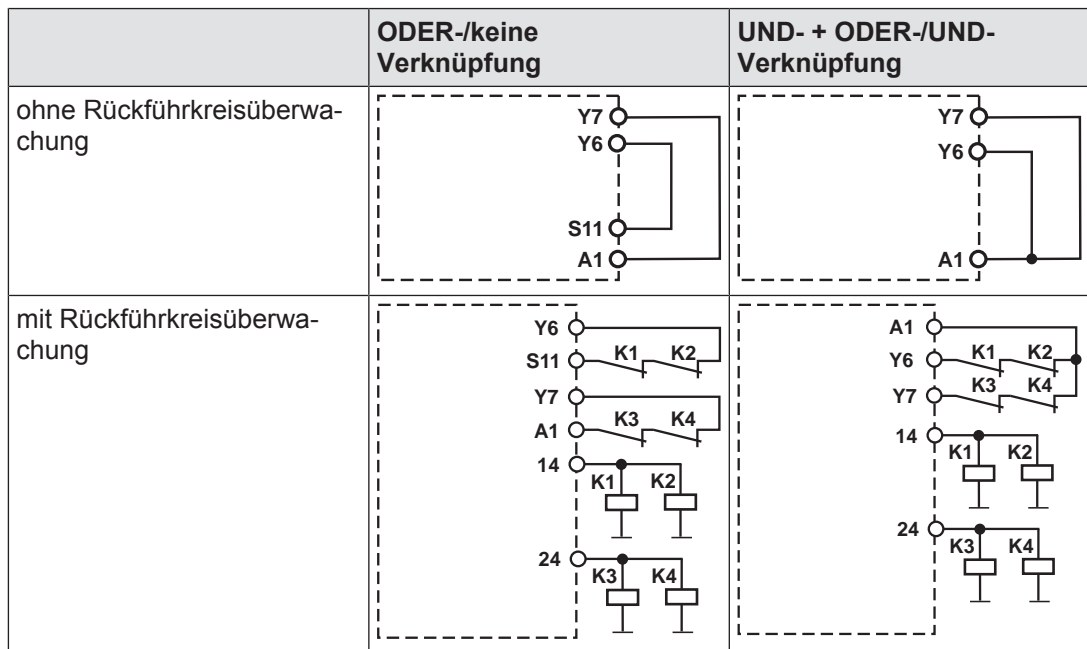 ODER-/keine
Verknüpfung
UND- + ODER-/UND-
Verknüpfung
ohne Rückführkreisüberwa-
chung
Y7
Y6
S11
A1
Y7
Y6
A1
mit Rückführkreisüberwa-
chung
Y6
S11 K1 K2
Y7
A1 K3 K4
14
K1 K2
24
K3 K4
A1
Y6 K1 K2
Y7 K3 K4
14
K1 K2
24
K3 K4